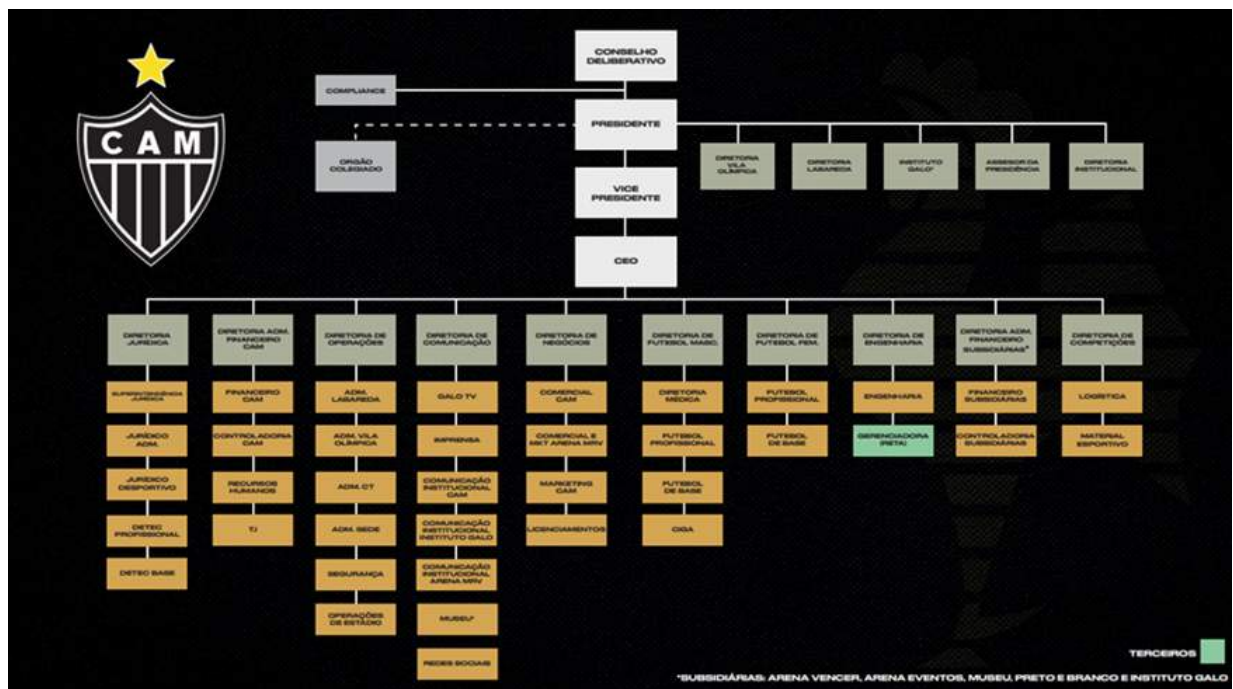 CAM
CONSELHO
DELIBERATIVO
COMPLIANCE
PRESIDENTE
ORGÃO
COLEGIADO
DIRETORIA
VILA
OLÍMPICA
DIRETORIA
LABAREDA
INSTITUTO
GALO*
ASSESSOR DA
PRESIDÊNCIA
DIRETORIA
INSTITUCIONAL
VICE
PRESIDENTE
CEO
DIRETORIA
JURÍDICA
DIRETORIA ADM.
FINANCEIRO
CAM
DIRETORIA DE
OPERAÇÕES
DIRETORIA DE
COMUNICAÇÃO
DIRETORIA DE
NEGÓCIOS
DIRETORIA DE
FUTEBOL MASC.
DIRETORIA DE
FUTEBOL FEM.
DIRETORIA DE
ENGENHARIA
DIRETORIA ADM.
FINANCEIRO
SUBSIDIÁRIAS*
DIRETORIA DE
COMPETIÇÕES
SUPERINTENDÊNCIA
JURÍDICA
FINANCEIRO
CAM
ADM.
LABAREDA
GALO TV
COMERCIAL
CAM
DIRETORIA
MÉDICA
FUTEBOL
PROFISSIONAL
ENGENHARIA
FINANCEIRO
SUBSIDIÁRIAS
LOGÍSTICA
JURÍDICO
ADM.
CONTROLADORIA
CAM
ADM. VILA
OLÍMPICA
IMPRENSA
COMERCIAL E
MKT ARENA MRV
FUTEBOL
PROFISSIONAL
FUTEBOL
DE BASE
GERENCIADORA
(RETA)
CONTROLADORIA
SUBSIDIÁRIAS
MATERIAL
ESPORTIVO
JURÍDICO
DESPORTIVO
RECURSOS
HUMANOS
ADM. CT
COMUNICAÇÃO
INSTITUCIONAL
CAM
MARKETING
CAM
FUTEBOL
DE BASE
DETEC
PROFISSIONAL
TI
ADM. SEDE
COMUNICAÇÃO
INSTITUCIONAL
INSTITUTO GALO
LICENCIAMENTOS
CIGA
DETEC BASE
SEGURANÇA
COMUNICAÇÃO
INSTITUCIONAL
ARENA MRV
OPERAÇÕES
DE ESTÁDIO
MUSEU*
REDES SOCIAIS
TERCEIROS
*SUBSIDIÁRIAS: ARENA VENCER, ARENA EVENTOS, MUSEU, PRETO E BRANCO E INSTITUTO GALO